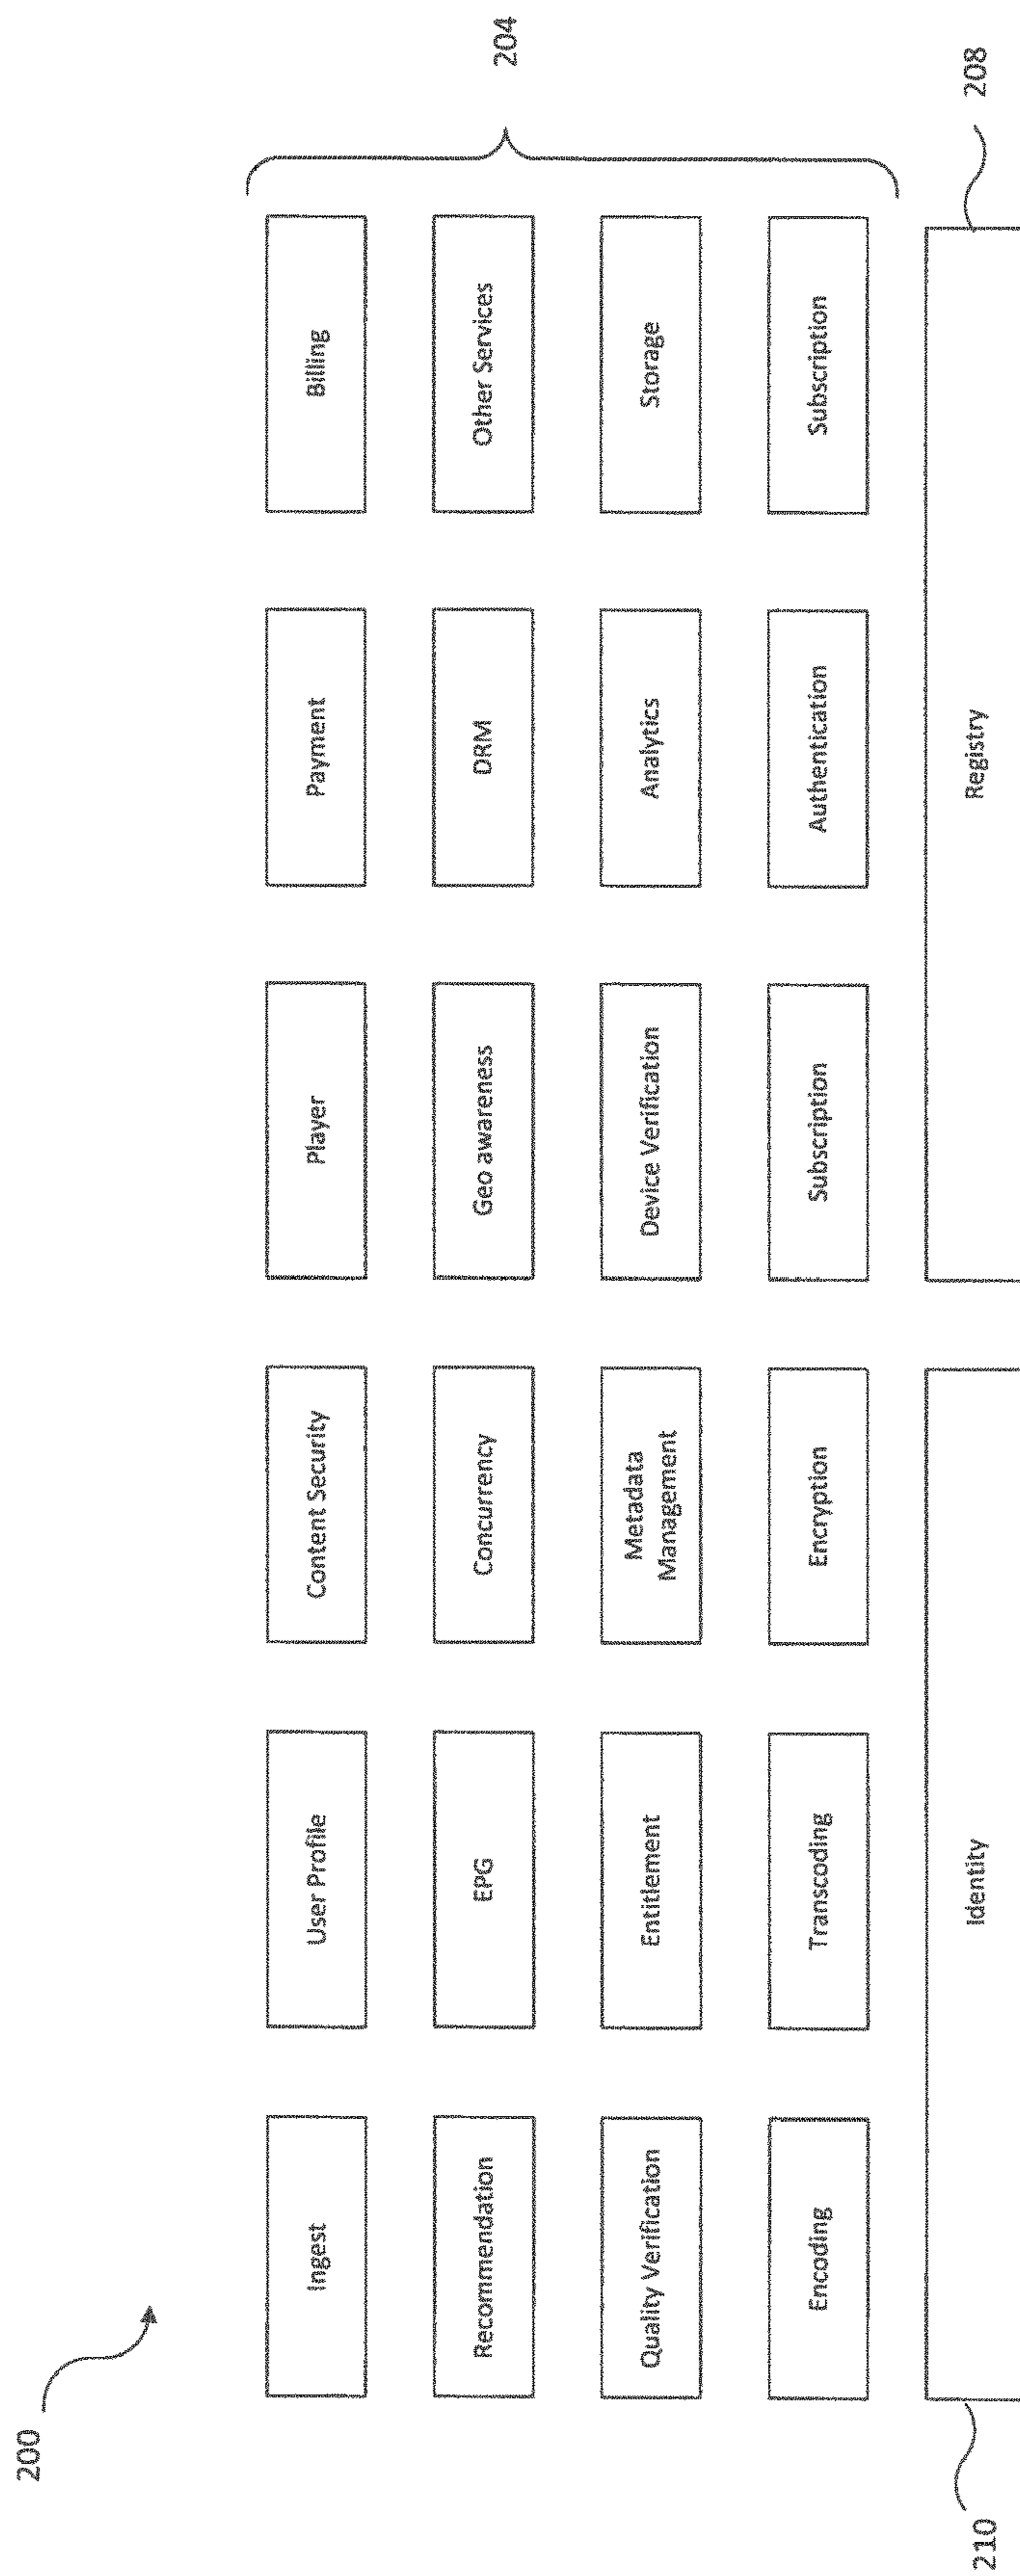 200
204
Ingest
User Profile
Content Security
Player
Payment
Billing
Recommendation
EPG
Concurrency
Geo awareness
DRM
Other Services
Quality Verification
Entitlement
Metadata
Management
Device Verification
Analytics
Storage
Encoding
Transcoding
Encryption
Subscription
Authentication
Subscription
210
Identity
Registry
208